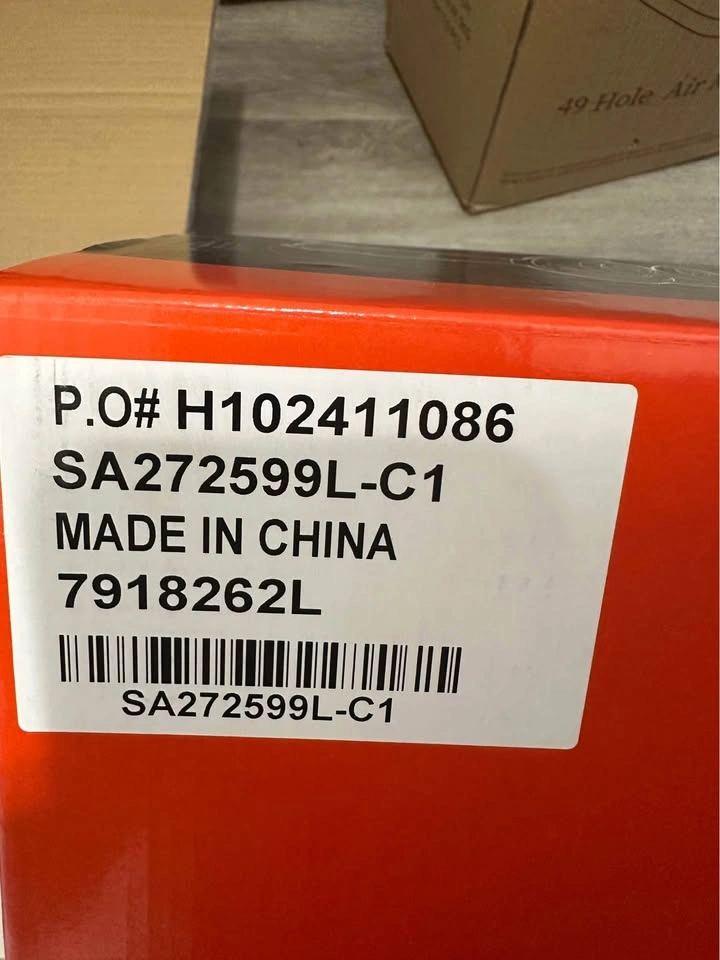 49 Hole Air
P.O# H102411086
SA272599L-C1
MADE IN CHINA
7918262L
SA272599L-C1